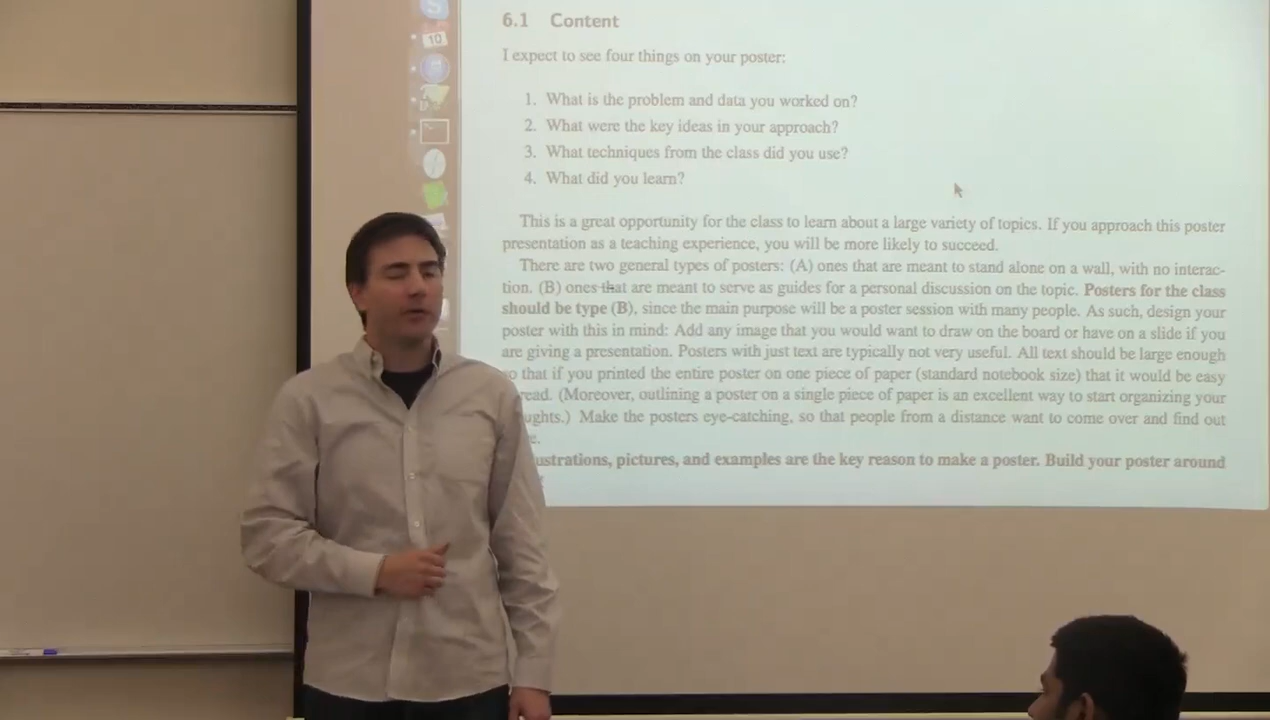 6.1 Content
I expect to see four things on your poster:
1. What is the problem and data you worked on?
2. What were the key ideas in your approach?
3. What techniques from the class did you use?
4. What did you learn?
This is a great opportunity for the class to learn about a large variety of topics. If you approach this poster
presentation as a teaching experience, you will be more likely to succeed.
There are two general types of posters: (A) ones that are meant to stand alone on a wall, with no interac-
tion. (B) ones that are meant to serve as guides for a personal discussion on the topic. Posters for the class
should be type (B), since the main purpose will be a poster session with many people. As such, design your
poster with this in mind: Add any image that you would want to draw on the board or have on a slide if you
are giving a presentation. Posters with just text are typically not very useful. All text should be large enough
so that if you printed the entire poster on one piece of paper (standard notebook size) that it would be easy
read. (Moreover, outlining a poster on a single piece of paper is an excellent way to start organizing your
ughts.) Make the posters eye-catching, so that people from a distance want to come over and find out
e.
ustrations, pictures, and examples are the key reason to make a poster. Build your poster around
10